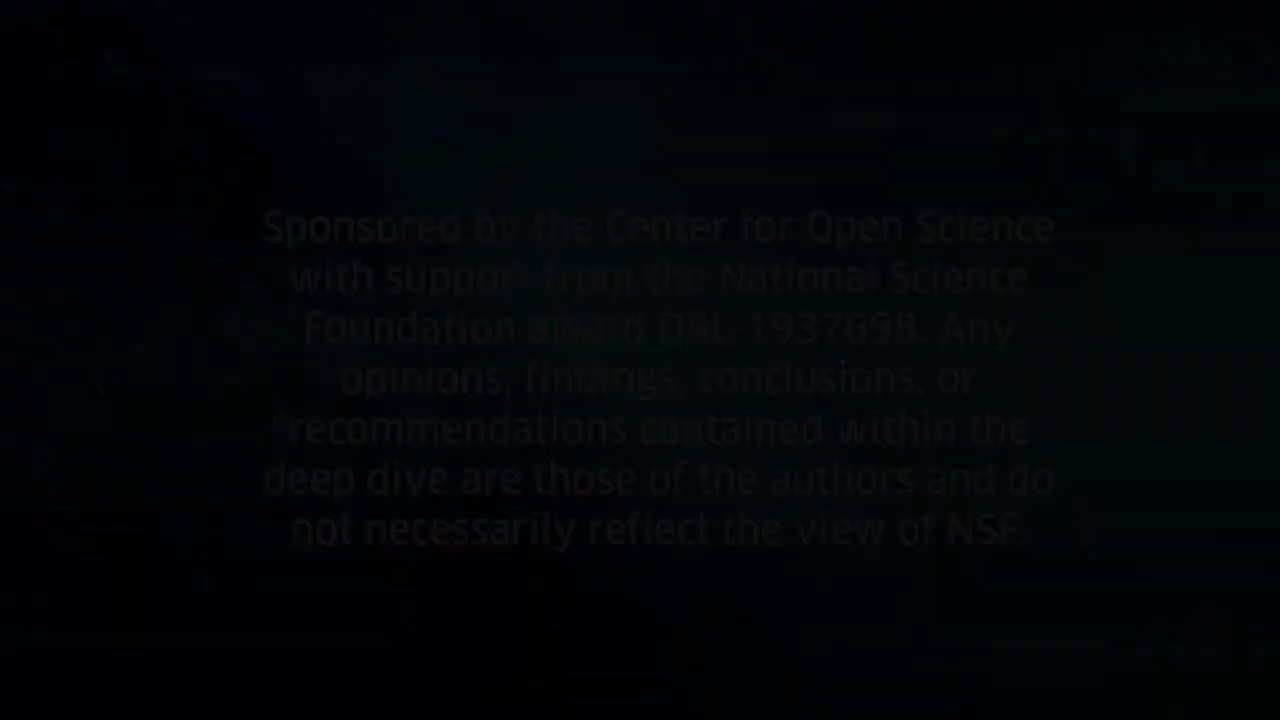 Sponsored by the Center for Open Science
with support from the National Science
Foundation award DRL-1937698. Any
opinions, findings, conclusions, or
recommendations contained within the
deep dive are those of the authors and do
not necessarily reflect the view of NSF.